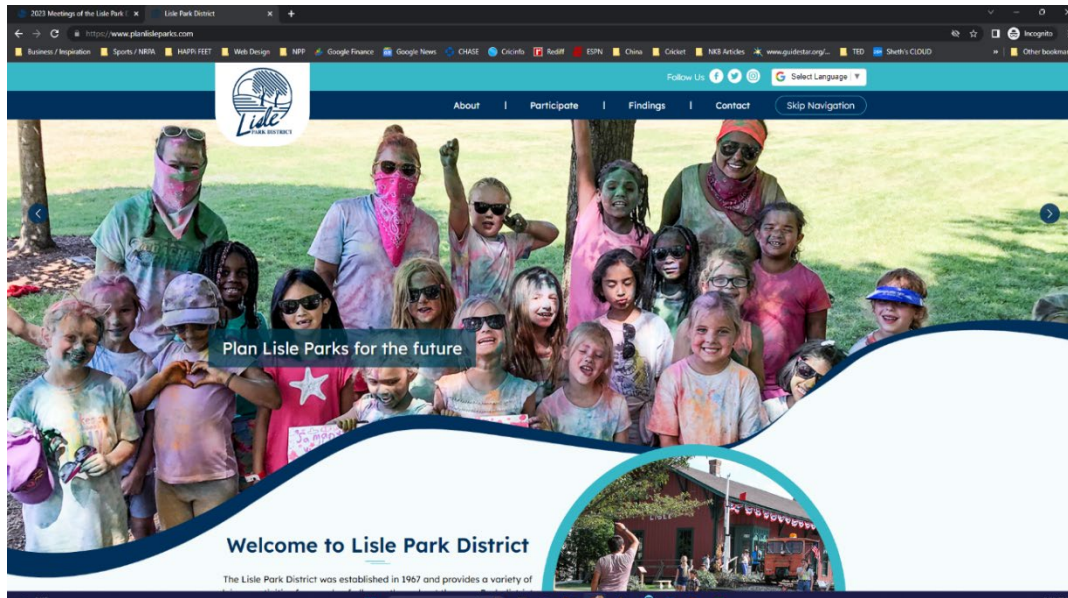 2023 Meetings of the Lisle Park D
Lisle Park District
https://www.planlisleparks.com
Incognito
Business / Inspiration Sports / NRPA HAPPi FEET Web Design NPP Google Finance Google News CHASE Cricinfo Rediff ESPN China Cricket NKB Articles www.guidestar.org/... TED Sheth's CLOUD » Other bookmar
Follow Us Select Language ▼
Lisle
PARK DISTRICT
About | Participate | Findings | Contact Skip Navigation
Plan Lisle Parks for the future
LISLE
Welcome to Lisle Park District
The Lisle Park District was established in 1967 and provides a variety of